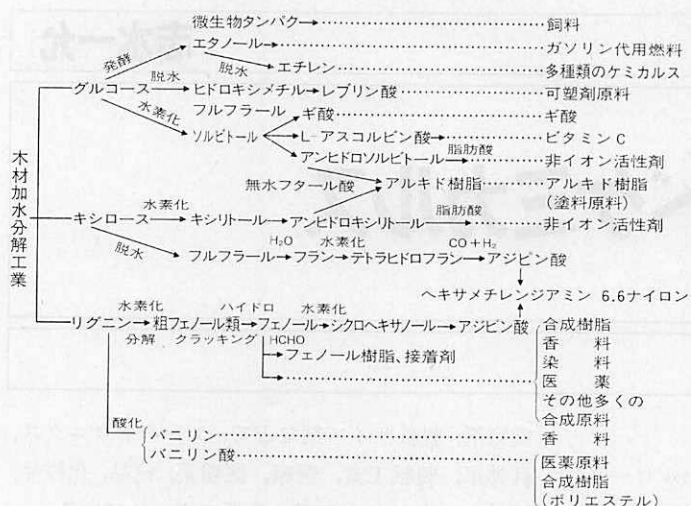 微生物タンパク 飼料
エタノール ガソリン代用燃料
発酵 脱水 エチレン 多種類のケミカルス
グルコース 脱水 ヒドロキシメチル レブリン酸 可塑剤原料
水素化 フルフラール ギ酸 ギ酸
ソルビトール L-アスコルビン酸 ビタミンC
アンヒドロソルビトール 脂肪酸 非イオン活性剤
無水フタール酸 アルキド樹脂 アルキド樹脂
(塗料原料)
木材加水分解工業
キシロース 水素化 キシリトール アンヒドロキシリトール 脂肪酸 非イオン活性剤
脱水 フルフラール H₂O フラン 水素化 テトラヒドロフラン CO+H₂ アジピン酸
ヘキサメチレンジアミン 6.6ナイロン
リグニン 水素化 分解 粗フェノール類 ハイドロ クラッキング フェノール 水素化 シクロヘキサノール アジピン酸
HCHO フェノール樹脂、接着剤
合成樹脂
香料
染料
医薬
その他多くの
合成原料
酸化 バニリン 香料
バニリン酸 医薬原料
合成樹脂
(ポリエステル)